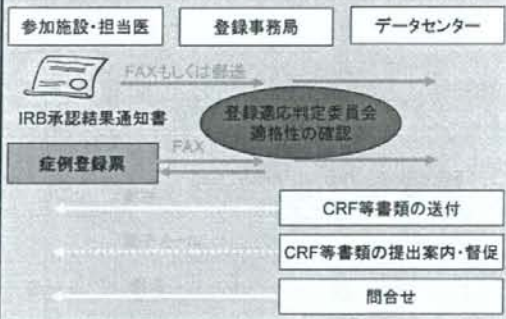 参加施設・担当医
登録事務局
データセンター
FAXもしくは郵送
IRB承認結果通知書
登録適応判定委員会
適格性の確認
FAX
症例登録票
CRF等書類の送付
CRF等書類の提出案内・督促
問合せ